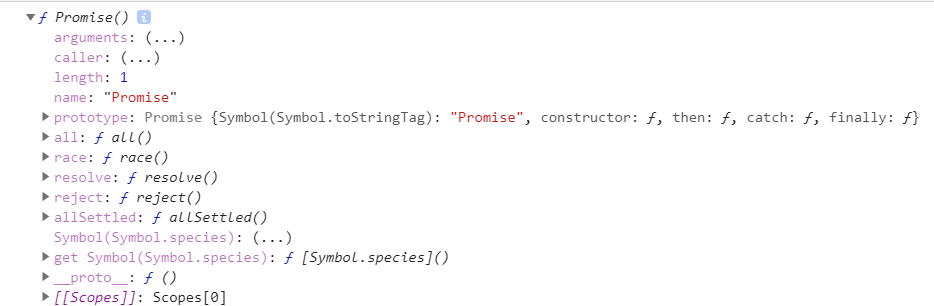 ▼ƒ Promise() i
arguments: (...)
caller: (...)
length: 1
name: "Promise"
▶prototype: Promise {Symbol(Symbol.toStringTag): "Promise", constructor: ƒ, then: ƒ, catch: ƒ, finally: ƒ}
▶all: ƒ all()
▶race: ƒ race()
▶resolve: ƒ resolve()
▶reject: ƒ reject()
▶allSettled: ƒ allSettled()
Symbol(Symbol.species): (...)
▶get Symbol(Symbol.species): ƒ [Symbol.species]()
▶__proto__: ƒ ()
▶[[Scopes]]: Scopes[0]